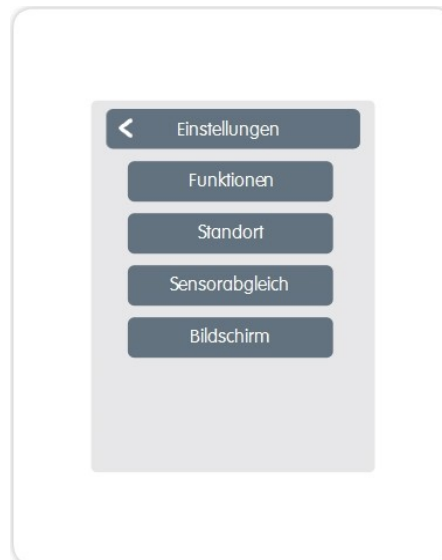 Einstellungen
Funktionen
Standort
Sensorabgleich
Bildschirm